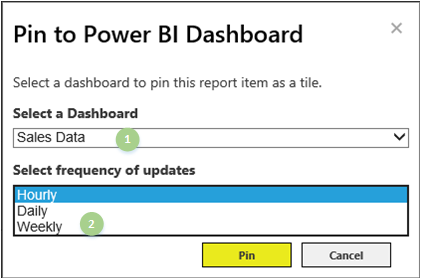 Pin to Power BI Dashboard
Select a dashboard to pin this report item as a tile.
Select a Dashboard
Sales Data 1
Select frequency of updates
Hourly
Daily
Weekly 2
Pin Cancel